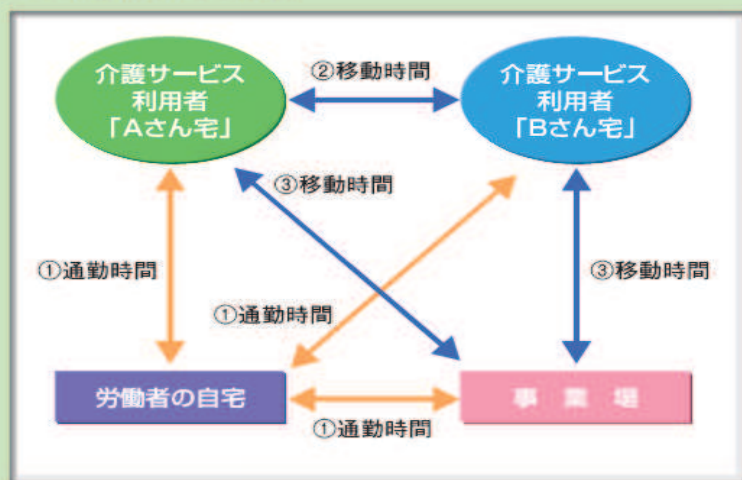 介護サービス
利用者
「Aさん宅」
②移動時間
介護サービス
利用者
「Bさん宅」
③移動時間
①通勤時間
③移動時間
①通勤時間
労働者の自宅
事業場
①通勤時間